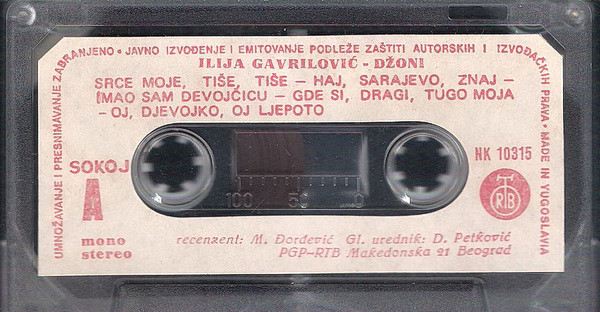 UMNOŽAVANJE I PRESNIMAVANJE ZABRANJENO • JAVNO IZVOĐENJE I EMITOVANJE PODLEŽE ZAŠTITI AUTORSKIH I IZVOĐAČKIH PRAVA • MADE IN YUGOSLAVIA
ILIJA GAVRILOVIĆ - DŽONI
SRCE MOJE, TIŠE, TIŠE – HAJ, SARAJEVO, ZNAJ –
IMAO SAM DEVOJČICU – GDE SI, DRAGI, TUGO MOJA
– OJ, DJEVOJKO, OJ LJEPOTO
SOKOJ
NK 10315
A
1
100 50 0
RTB
mono
stereo
recenzent: M. Đorđević Gl. urednik: D. Petković
PGP–RTB Makedonska 21 Beograd